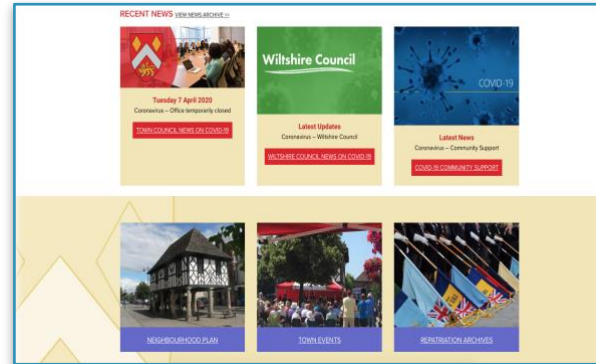 RECENT NEWS VIEW NEWS ARCHIVE >>
Tuesday 7 April 2020
Coronavirus – Office temporarily closed
TOWN COUNCIL NEWS ON COVID-19
Wiltshire Council
Latest Updates
Coronavirus – Wiltshire Council
WILTSHIRE COUNCIL NEWS ON COVID-19
COVID-19
Latest News
Coronavirus – Community Support
COVID-19 COMMUNITY SUPPORT
NEIGHBOURHOOD PLAN
TOWN EVENTS
REPATRIATION ARCHIVES